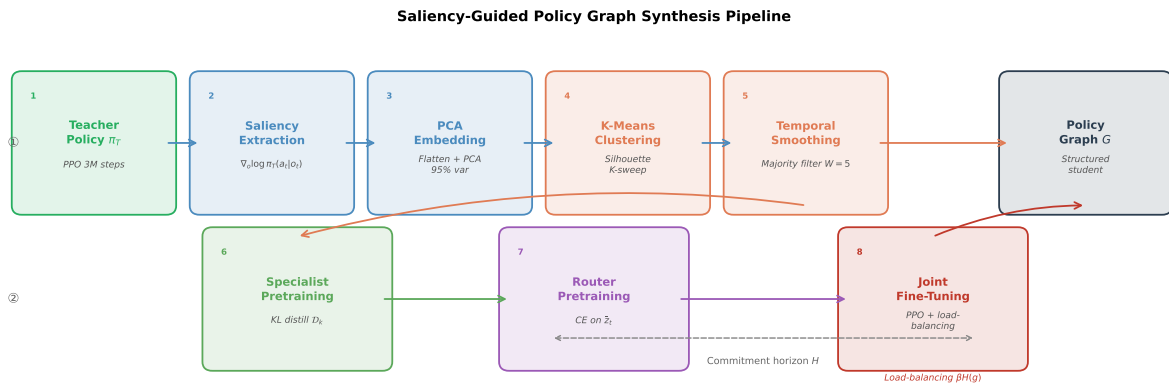 Saliency-Guided Policy Graph Synthesis Pipeline
①
1
Teacher
Policy π_T
PPO 3M steps
2
Saliency
Extraction
∇_o log π_T(a_t|o_t)
3
PCA
Embedding
Flatten + PCA
95% var
4
K-Means
Clustering
Silhouette
K-sweep
5
Temporal
Smoothing
Majority filter W = 5
Policy
Graph G
Structured
student
②
6
Specialist
Pretraining
KL distill 𝒟_k
7
Router
Pretraining
CE on z̃_t
8
Joint
Fine-Tuning
PPO + load-
balancing
Commitment horizon H
Load-balancing βH(g)